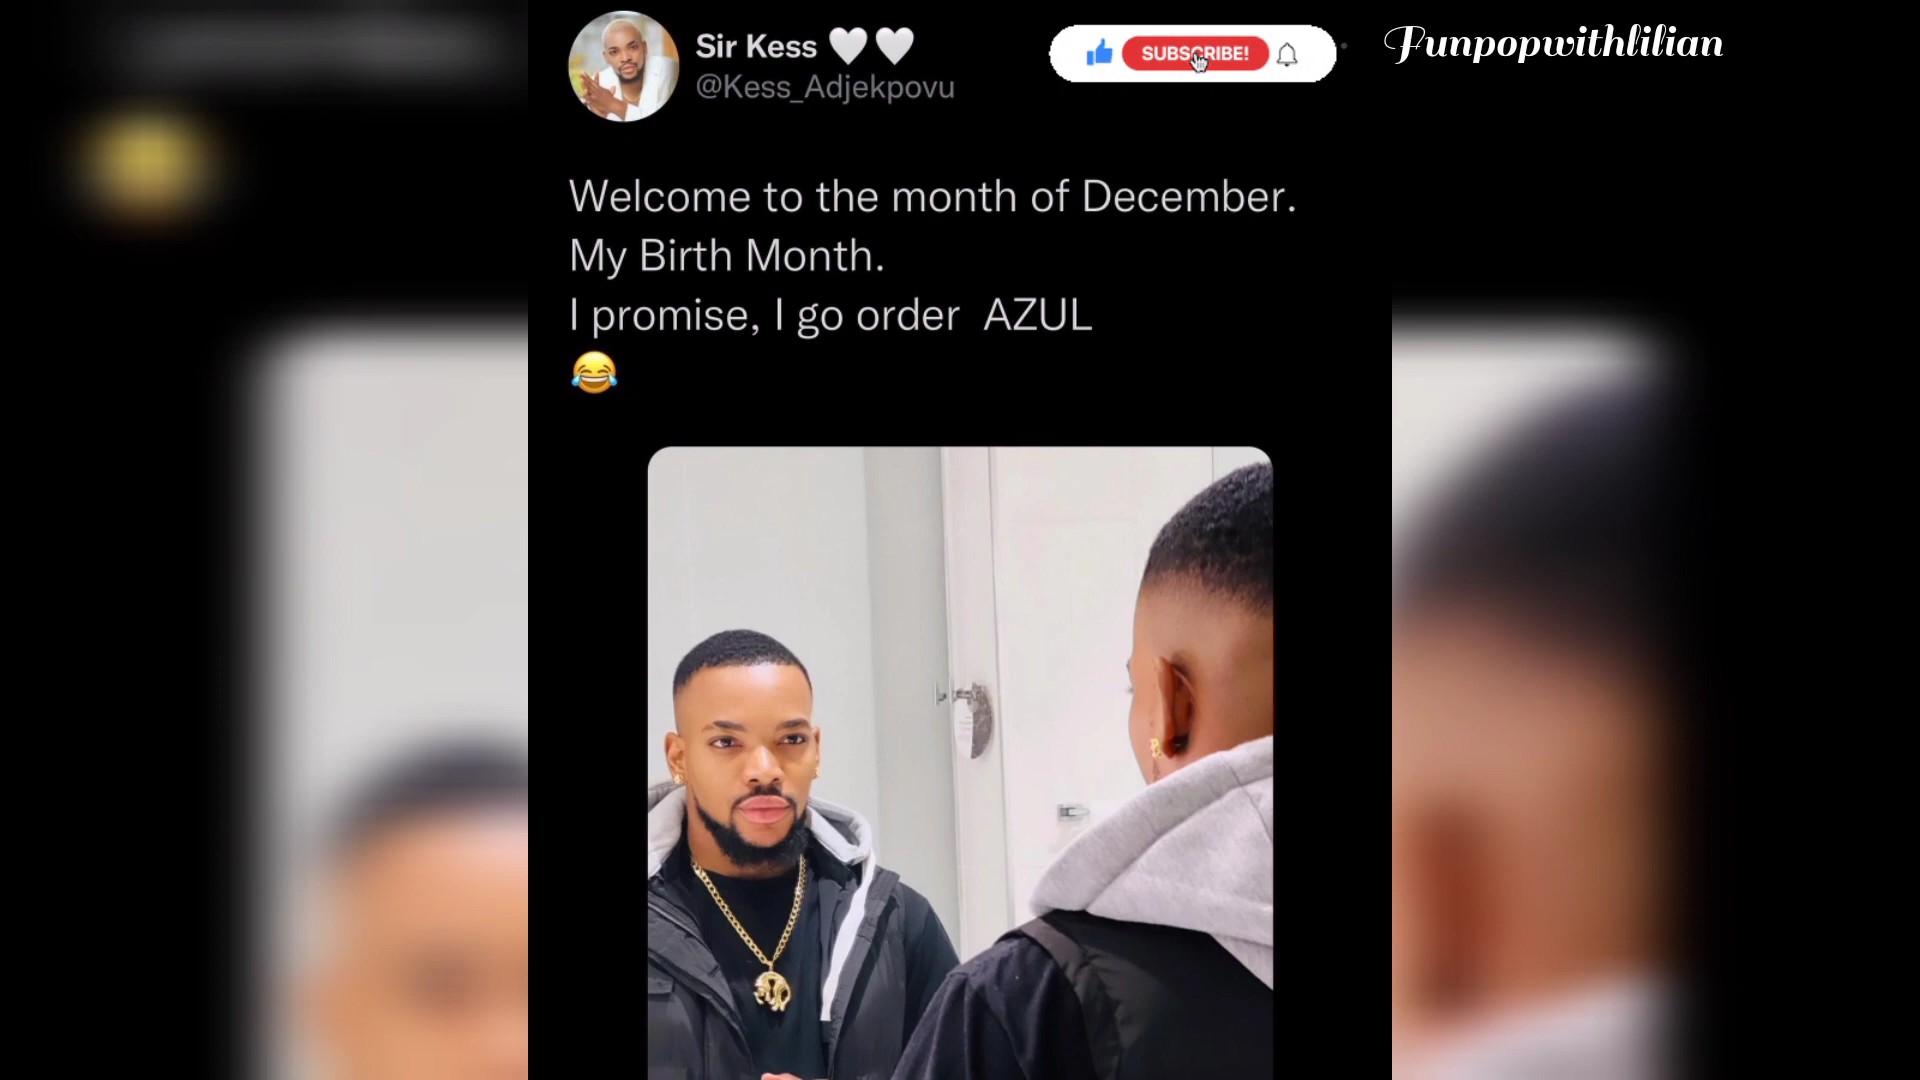 Sir Kess 🤍🤍
@Kess_Adjekpovu
SUBSCRIBE!
Funpopwithlilian
Welcome to the month of December.
My Birth Month.
I promise, I go order AZUL
😂